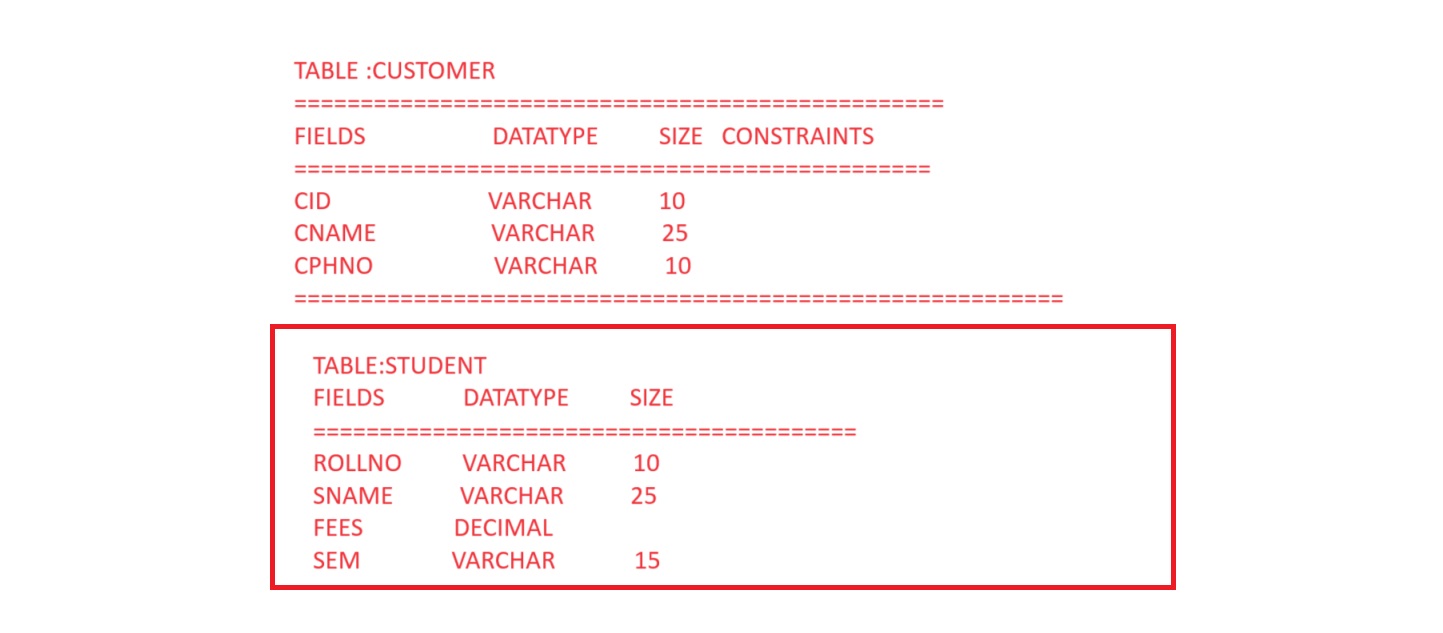 TABLE :CUSTOMER
=================================================
FIELDS DATATYPE SIZE CONSTRAINTS
================================================
CID VARCHAR 10
CNAME VARCHAR 25
CPHNO VARCHAR 10
==========================================================
TABLE:STUDENT
FIELDS DATATYPE SIZE
=========================================
ROLLNO VARCHAR 10
SNAME VARCHAR 25
FEES DECIMAL
SEM VARCHAR 15